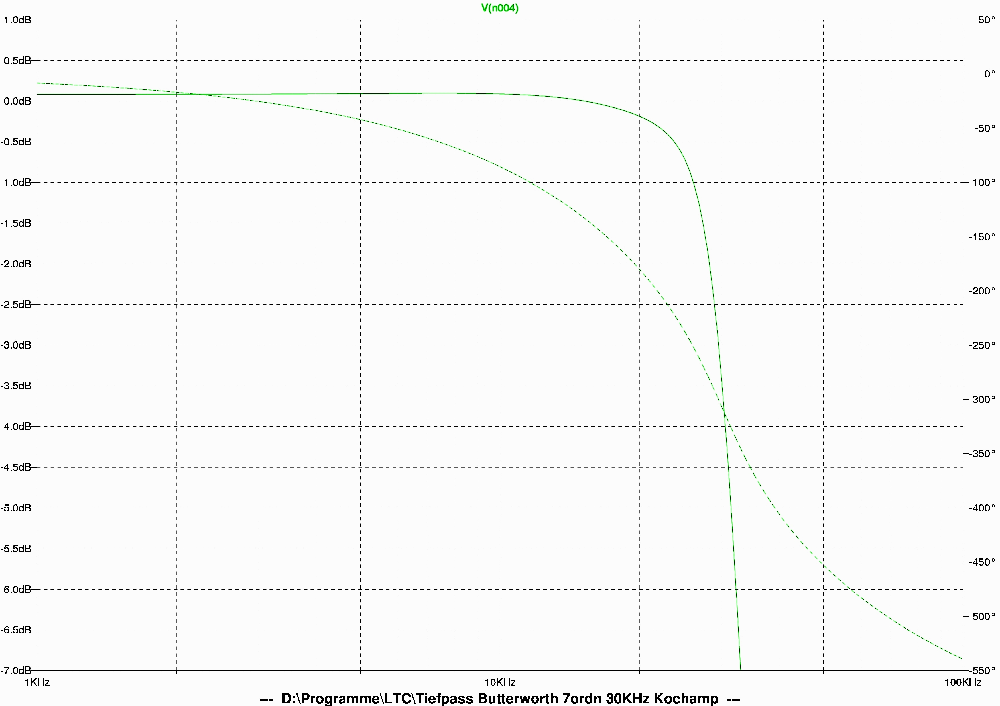 V(n004)
1.0dB
0.5dB
0.0dB
-0.5dB
-1.0dB
-1.5dB
-2.0dB
-2.5dB
-3.0dB
-3.5dB
-4.0dB
-4.5dB
-5.0dB
-5.5dB
-6.0dB
-6.5dB
-7.0dB
50°
0°
-50°
-100°
-150°
-200°
-250°
-300°
-350°
-400°
-450°
-500°
-550°
1KHz 10KHz 100KHz
--- D:\Programme\LTC\Tiefpass Butterworth 7ordn 30KHz Kochamp ---